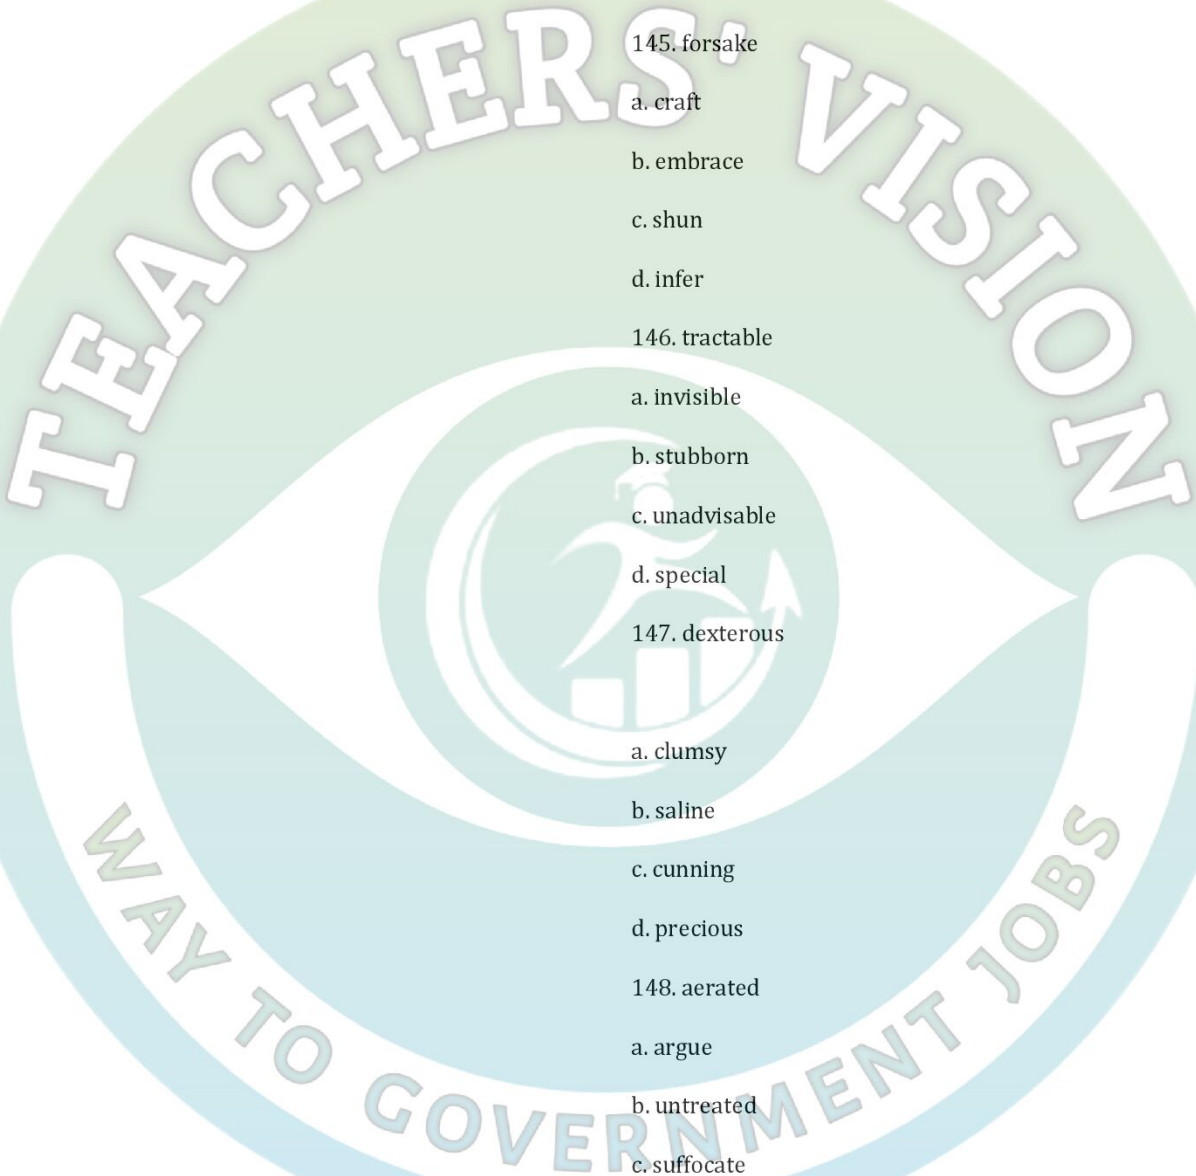 TEACHERS' VISION
145. forsake
a. craft
b. embrace
c. shun
d. infer
146. tractable
a. invisible
b. stubborn
c. unadvisable
d. special
147. dexterous
a. clumsy
b. saline
c. cunning
d. precious
148. aerated
a. argue
b. untreated
c. suffocate
WAY TO GOVERNMENT JOBS